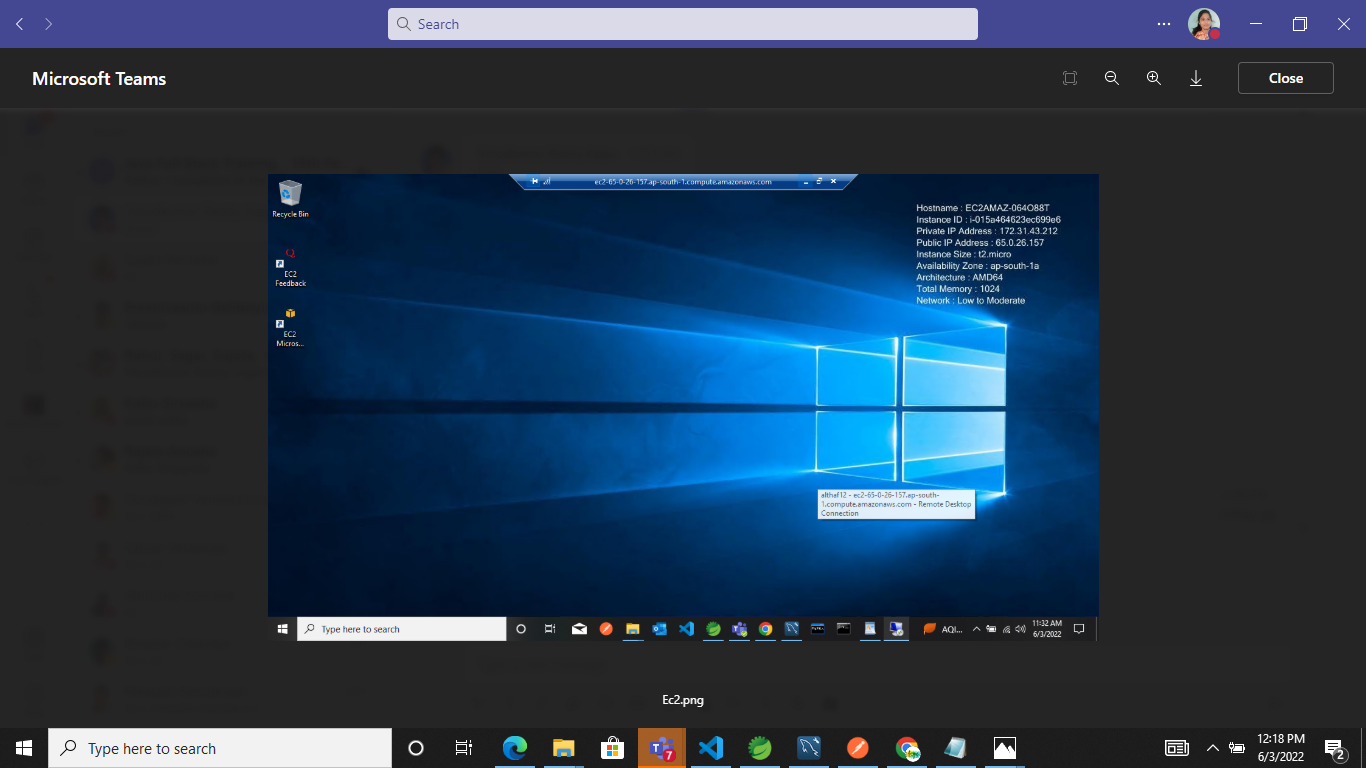 Search
Microsoft Teams
Close
ec2-65-0-26-157.ap-south-1.compute.amazonaws.com
Recycle Bin
EC2
Feedback
EC2
Micros...
Hostname : EC2AMAZ-064O88T
Instance ID : i-015a464623ec699e6
Private IP Address : 172.31.43.212
Public IP Address : 65.0.26.157
Instance Size : t2.micro
Availability Zone : ap-south-1a
Architecture : AMD64
Total Memory : 1024
Network : Low to Moderate
althaf12 - ec2-65-0-26-157.ap-south-
1.compute.amazonaws.com - Remote Desktop
Connection
Type here to search
AQI...
11:32 AM
6/3/2022
Ec2.png
Type here to search
7
12:18 PM
6/3/2022
2